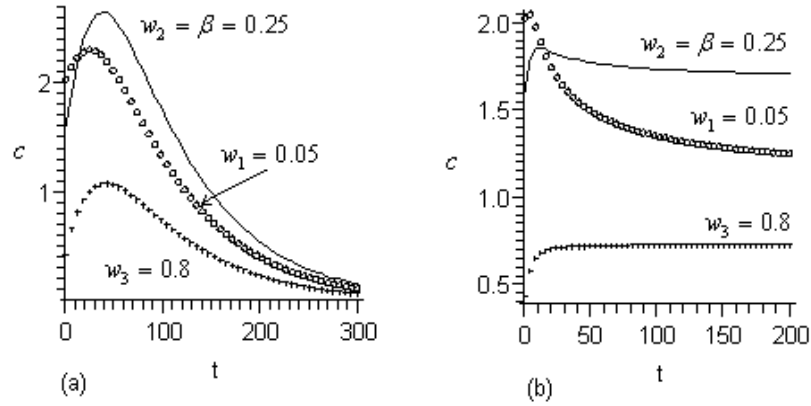 w₂ = β = 0.25
2
c
w₁ = 0.05
1
w₃ = 0.8
0 100 200 300
t
(a)
2.0
w₂ = β = 0.25
1.5
w₁ = 0.05
c
1.0
w₃ = 0.8
0.5
0 50 100 150 200
t
(b)